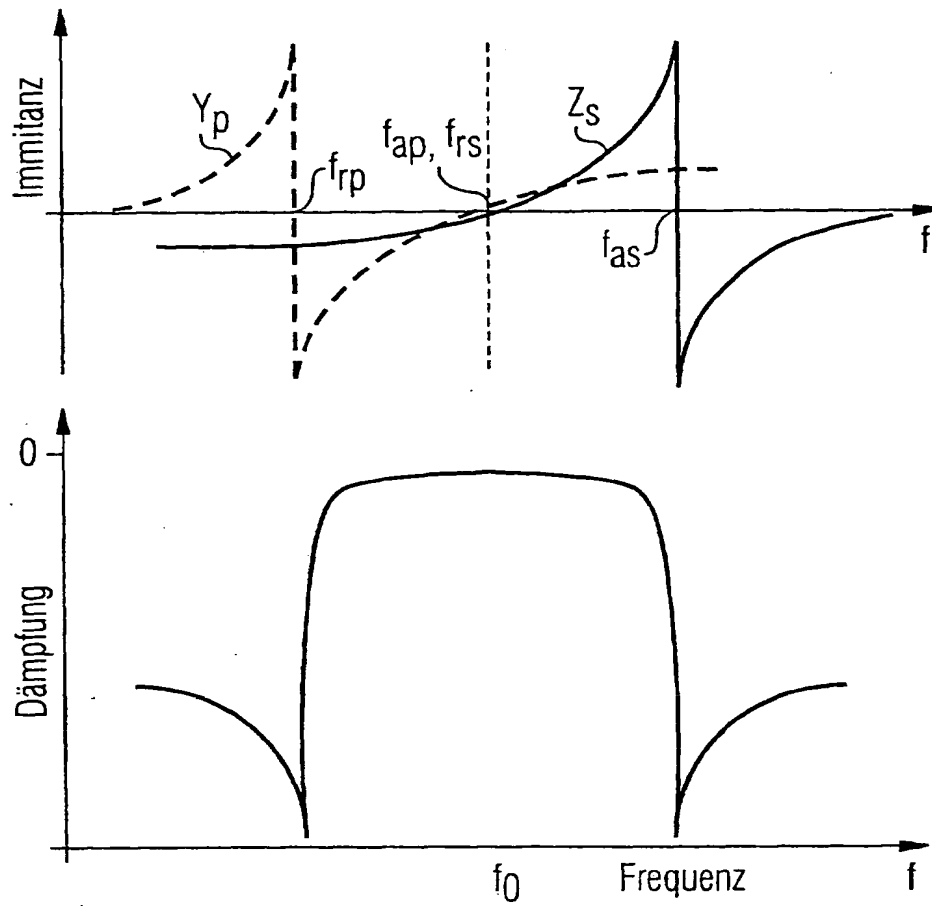 Immitanz
Yp
frp
fap, frs
Zs
fas
f
0
Dämpfung
f0
Frequenz
f